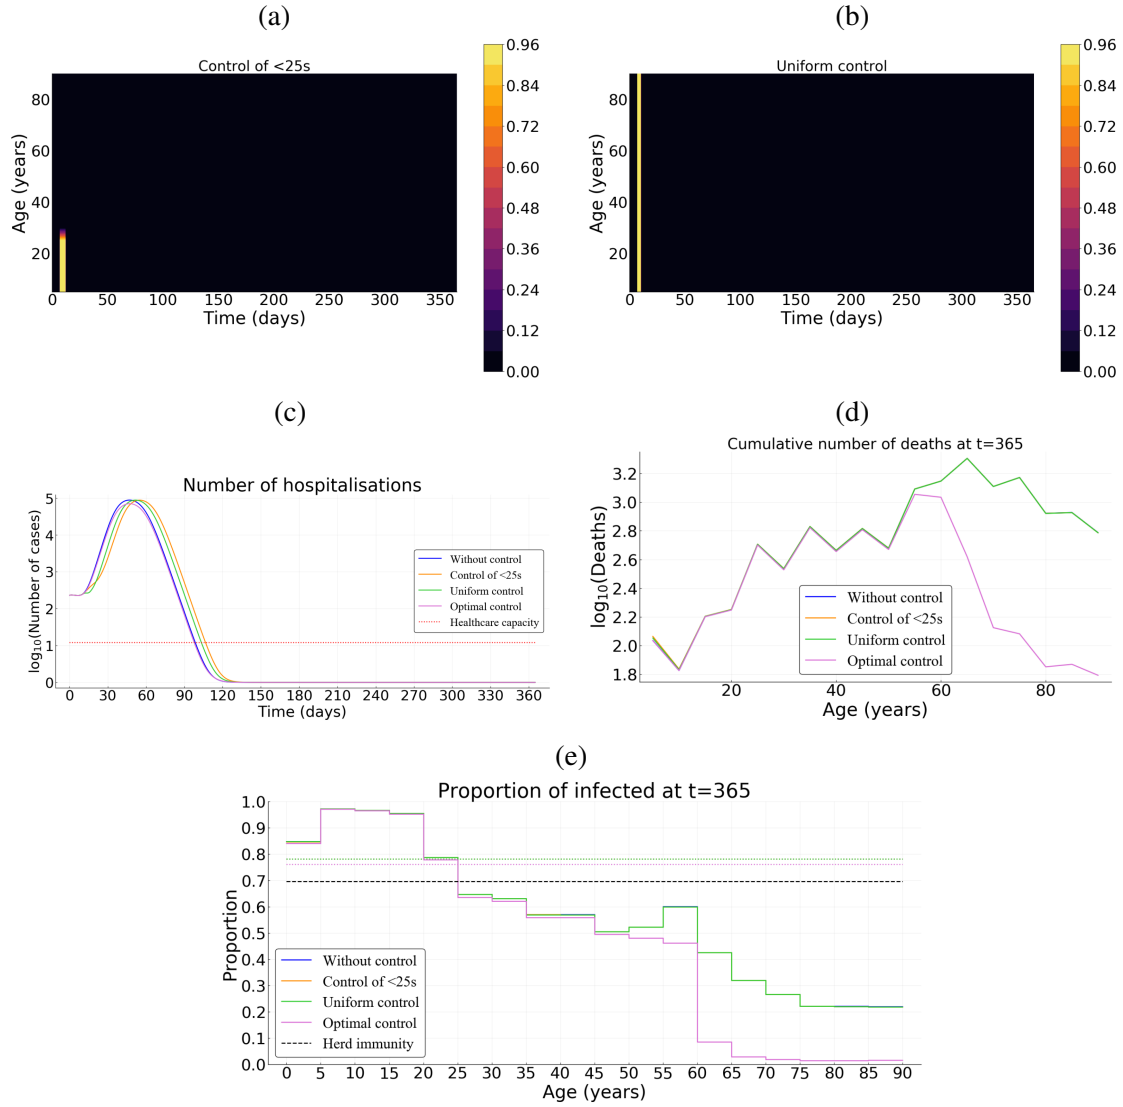 (a)
Control of <25s
Age (years)
80
60
40
20
0 50 100 150 200 250 300 350
Time (days)
0.96
0.84
0.72
0.60
0.48
0.36
0.24
0.12
0.00
(b)
Uniform control
Age (years)
80
60
40
20
0 50 100 150 200 250 300 350
Time (days)
0.96
0.84
0.72
0.60
0.48
0.36
0.24
0.12
0.00
(c)
Number of hospitalisations
log10(Number of cases)
5
4
3
2
1
0
Without control
Control of <25s
Uniform control
Optimal control
Healthcare capacity
0 30 60 90 120 150 180 210 240 270 300 330 360
Time (days)
(d)
Cumulative number of deaths at t=365
log10(Deaths)
3.2
3.0
2.8
2.6
2.4
2.2
2.0
1.8
Without control
Control of <25s
Uniform control
Optimal control
20 40 60 80
Age (years)
(e)
Proportion of infected at t=365
Proportion
1.0
0.9
0.8
0.7
0.6
0.5
0.4
0.3
0.2
0.1
0.0
Without control
Control of <25s
Uniform control
Optimal control
Herd immunity
0 5 10 15 20 25 30 35 40 45 50 55 60 65 70 75 80 85 90
Age (years)